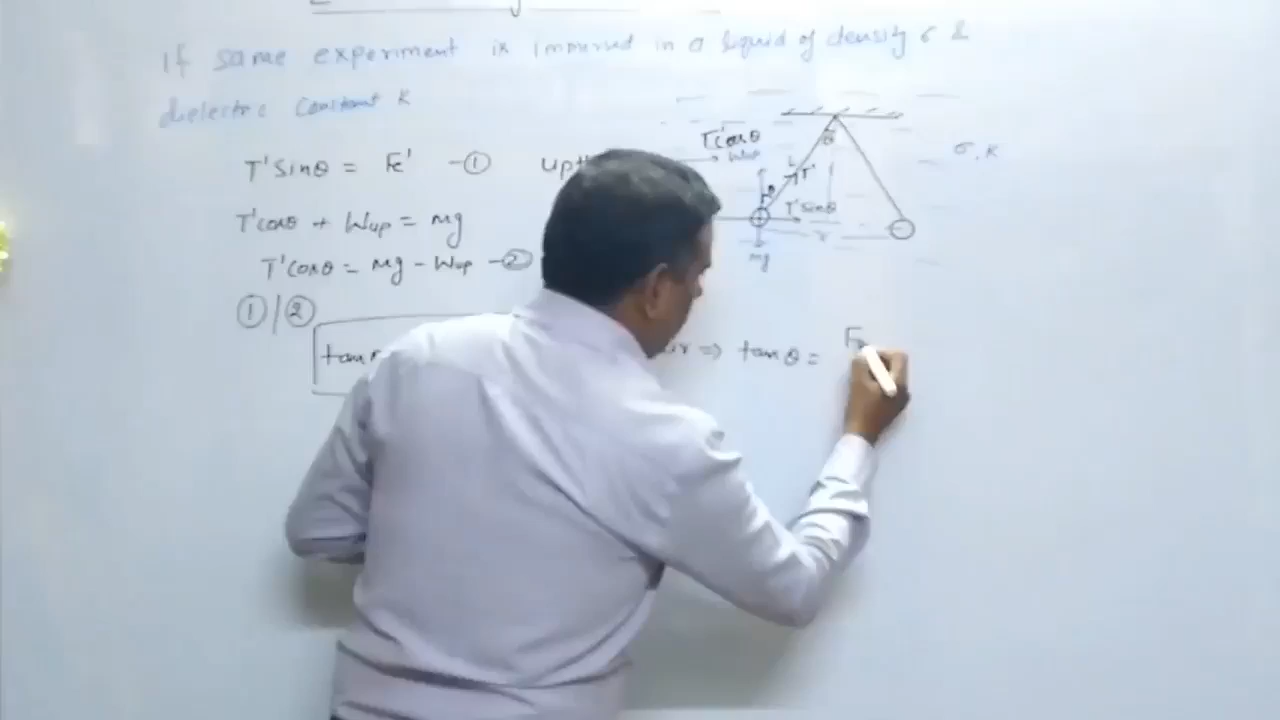 If same experiment is immersed in a liquid of density σ &
dielectric constant K
T'cosθ
Wup
σ, K
T'sinθ = Fe' - ①
θ
L
T'
θ
T'sinθ
r
mg
T'cosθ + Wup = mg
T'cosθ = mg - Wup - ②
①/②
tan
⇒ tanθ = F